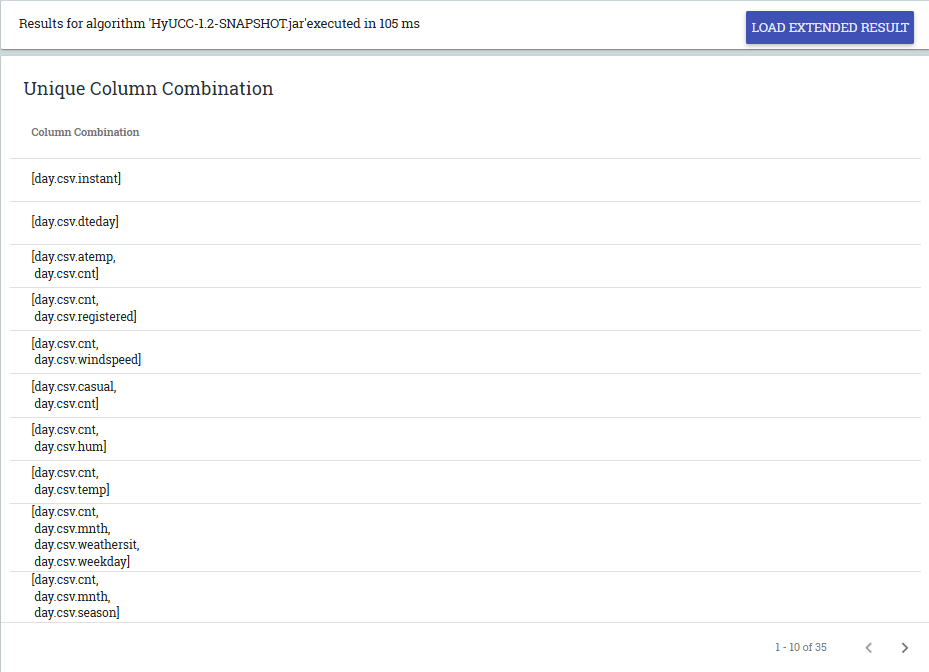 Results for algorithm 'HyUCC-1.2-SNAPSHOT.jar'executed in 105 ms
LOAD EXTENDED RESULT
Unique Column Combination
Column Combination
[day.csv.instant]
[day.csv.dteday]
[day.csv.atemp,
day.csv.cnt]
[day.csv.cnt,
day.csv.registered]
[day.csv.cnt,
day.csv.windspeed]
[day.csv.casual,
day.csv.cnt]
[day.csv.cnt,
day.csv.hum]
[day.csv.cnt,
day.csv.temp]
[day.csv.cnt,
day.csv.mnth,
day.csv.weathersit,
day.csv.weekday]
[day.csv.cnt,
day.csv.mnth,
day.csv.season]
1 - 10 of 35